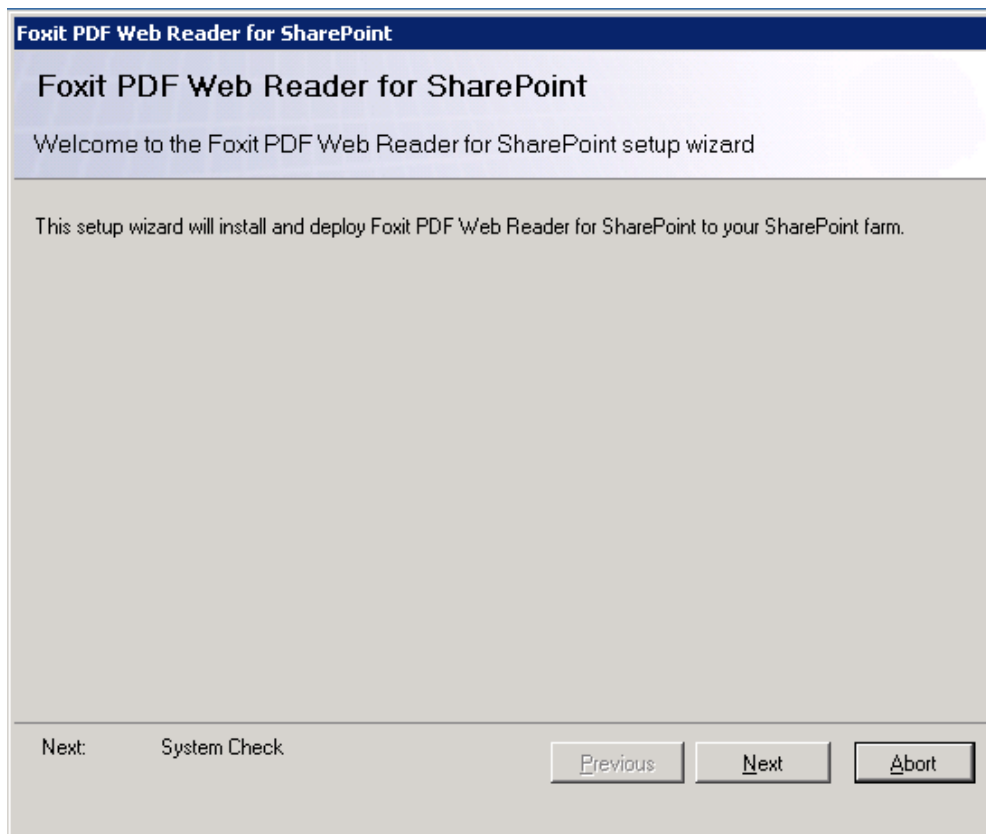 Foxit PDF Web Reader for SharePoint
Foxit PDF Web Reader for SharePoint
Welcome to the Foxit PDF Web Reader for SharePoint setup wizard
This setup wizard will install and deploy Foxit PDF Web Reader for SharePoint to your SharePoint farm.
Next: System Check
Previous Next Abort